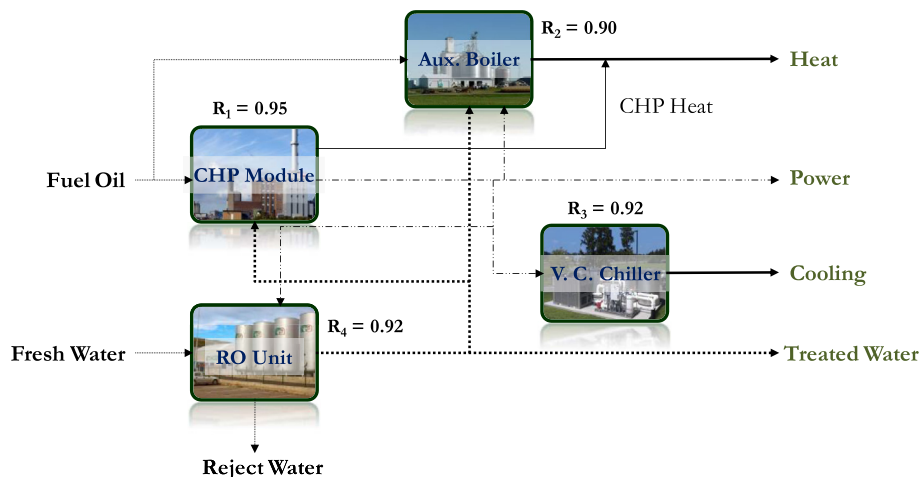 R2 = 0.90
Aux. Boiler
Heat
R1 = 0.95
CHP Heat
Fuel Oil
CHP Module
Power
R3 = 0.92
V. C. Chiller
Cooling
R4 = 0.92
Fresh Water
RO Unit
Treated Water
Reject Water